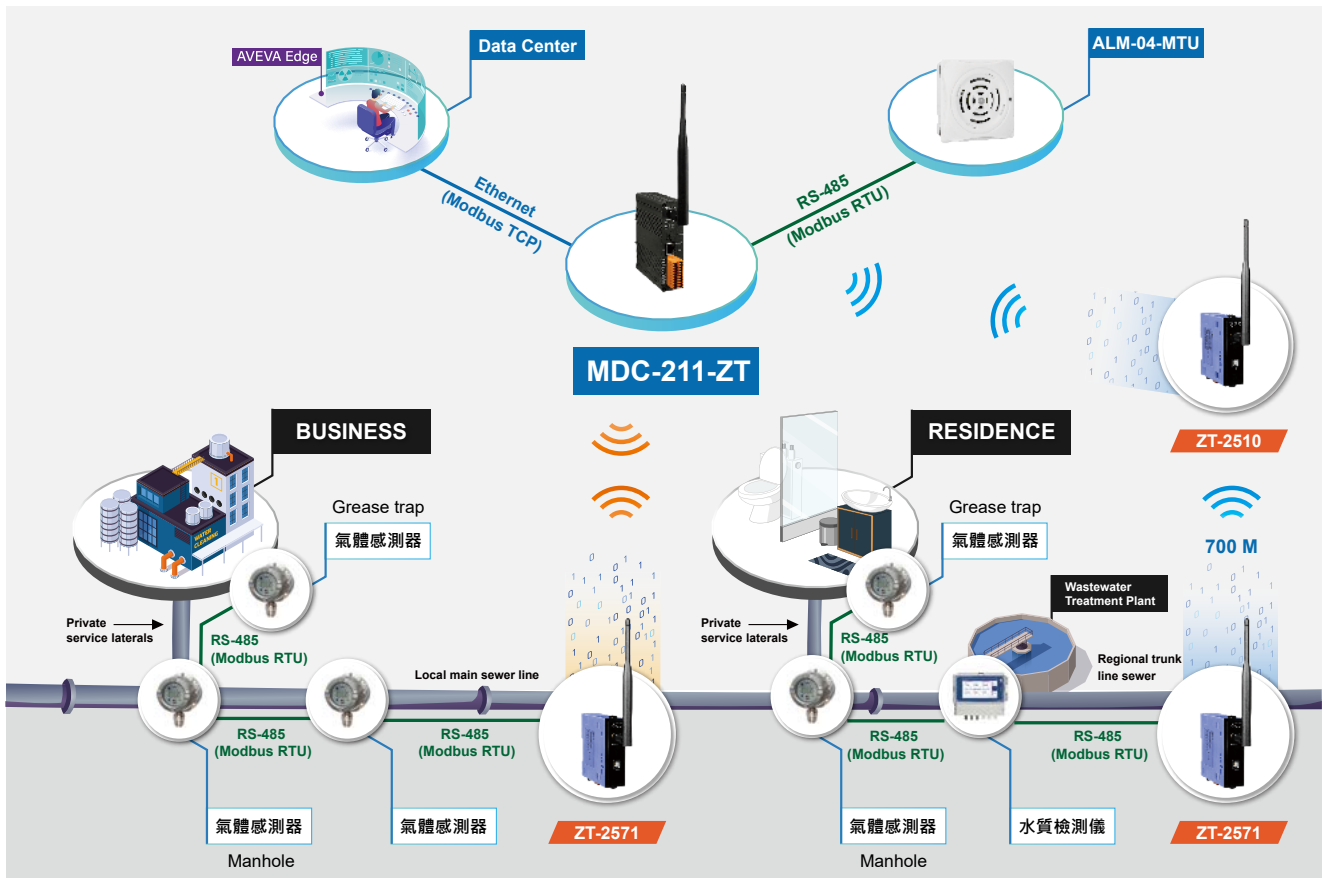 AVEVA Edge
Data Center
ALM-04-MTU
Ethernet
(Modbus TCP)
RS-485
(Modbus RTU)
MDC-211-ZT
ZT-2510
BUSINESS
RESIDENCE
Grease trap
氣體感測器
Grease trap
氣體感測器
WATER
CLEANING
1
700 M
Wastewater
Treatment Plant
Private
service laterals
RS-485
(Modbus RTU)
Private
service laterals
RS-485
(Modbus RTU)
Local main sewer line
Regional trunk
line sewer
RS-485
(Modbus RTU)
RS-485
(Modbus RTU)
RS-485
(Modbus RTU)
RS-485
(Modbus RTU)
氣體感測器
氣體感測器
ZT-2571
氣體感測器
水質檢測儀
ZT-2571
Manhole
Manhole